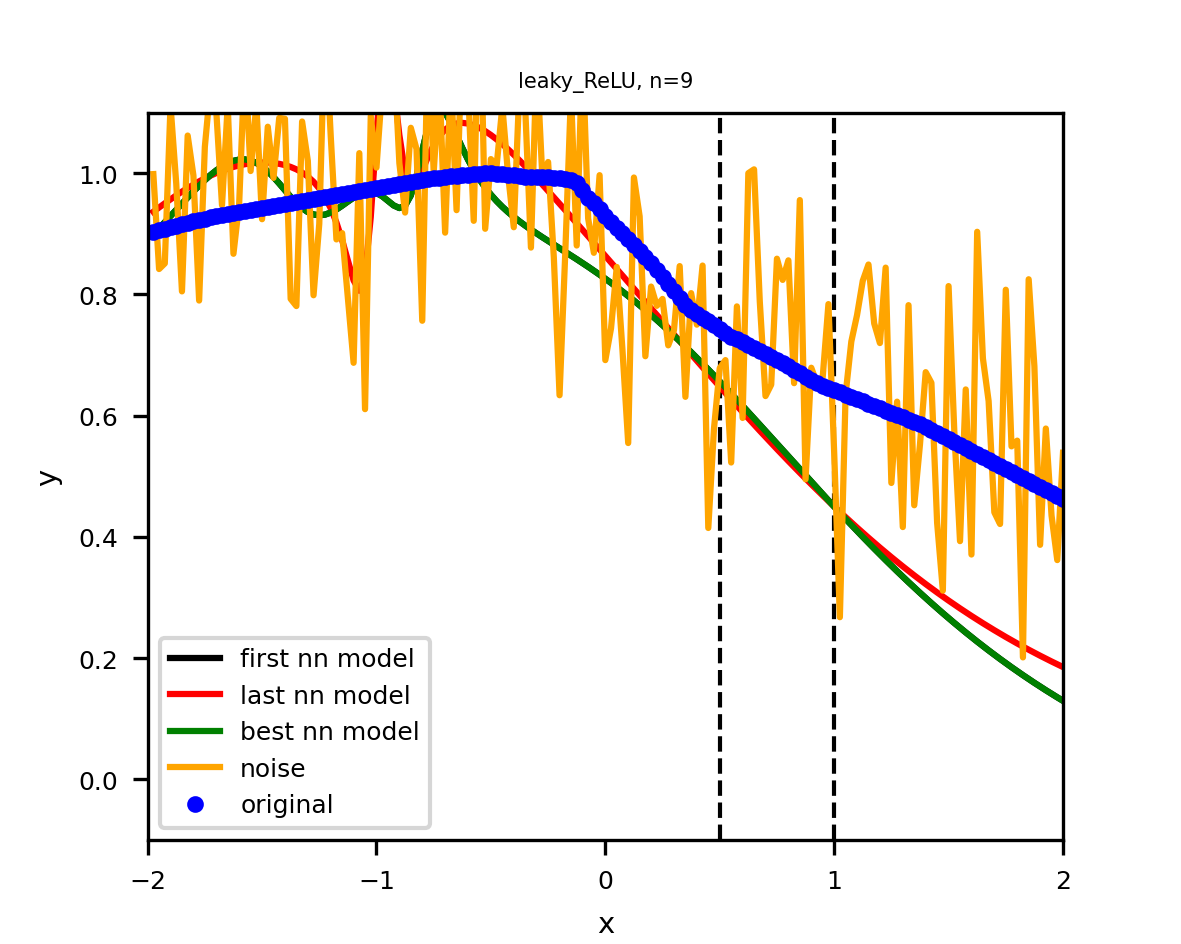 leaky_ReLU, n=9
1.0
0.8
0.6
0.4
0.2
0.0
y
first nn model
last nn model
best nn model
noise
original
−2
−1
0
1
2
x